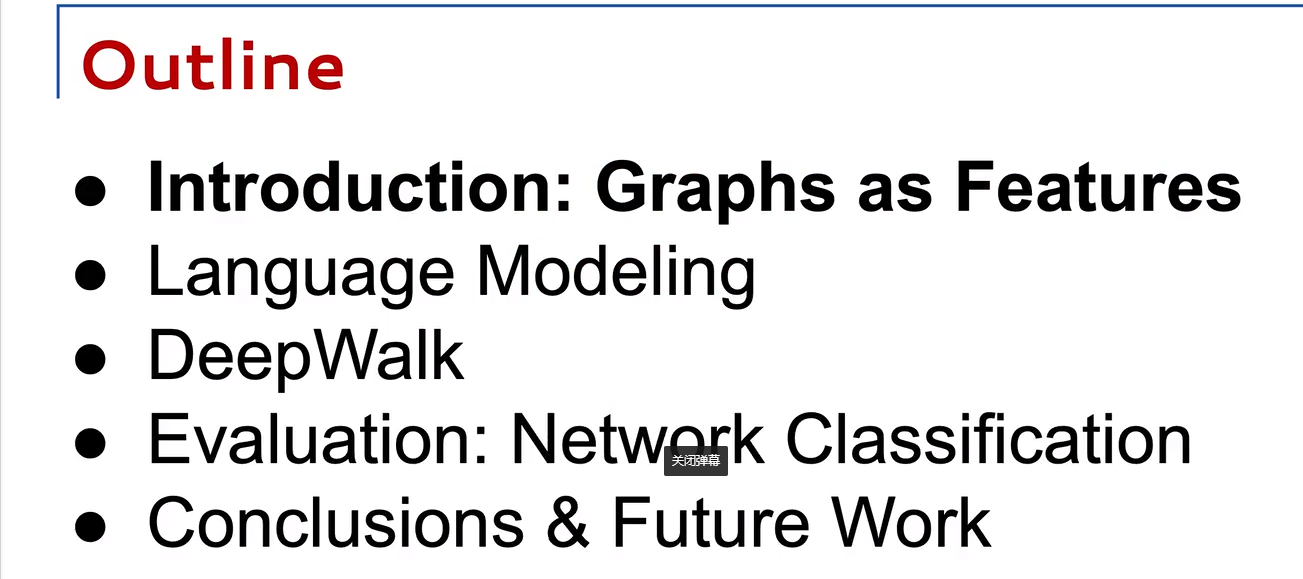 Outline
● Introduction: Graphs as Features
● Language Modeling
● DeepWalk
● Evaluation: Network Classification
关闭弹幕
● Conclusions & Future Work